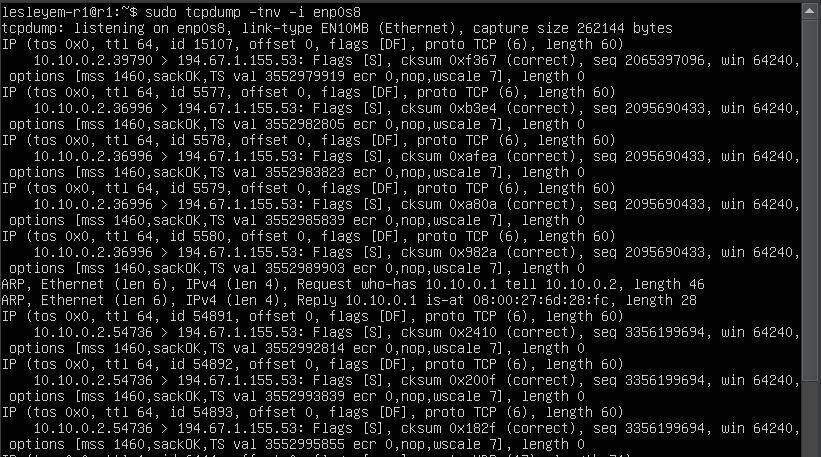 lesleyem-r1@r1:~$ sudo tcpdump -tnv -i enp0s8
tcpdump: listening on enp0s8, link-type EN10MB (Ethernet), capture size 262144 bytes
IP (tos 0x0, ttl 64, id 15107, offset 0, flags [DF], proto TCP (6), length 60)
10.10.0.2.39790 > 194.67.1.155.53: Flags [S], cksum 0xf367 (correct), seq 2065397096, win 64240,
options [mss 1460,sackOK,TS val 3552979919 ecr 0,nop,wscale 7], length 0
IP (tos 0x0, ttl 64, id 5577, offset 0, flags [DF], proto TCP (6), length 60)
10.10.0.2.36996 > 194.67.1.155.53: Flags [S], cksum 0xb3e4 (correct), seq 2095690433, win 64240,
options [mss 1460,sackOK,TS val 3552982805 ecr 0,nop,wscale 7], length 0
IP (tos 0x0, ttl 64, id 5578, offset 0, flags [DF], proto TCP (6), length 60)
10.10.0.2.36996 > 194.67.1.155.53: Flags [S], cksum 0xafea (correct), seq 2095690433, win 64240,
options [mss 1460,sackOK,TS val 3552983823 ecr 0,nop,wscale 7], length 0
IP (tos 0x0, ttl 64, id 5579, offset 0, flags [DF], proto TCP (6), length 60)
10.10.0.2.36996 > 194.67.1.155.53: Flags [S], cksum 0xa80a (correct), seq 2095690433, win 64240,
options [mss 1460,sackOK,TS val 3552985839 ecr 0,nop,wscale 7], length 0
IP (tos 0x0, ttl 64, id 5580, offset 0, flags [DF], proto TCP (6), length 60)
10.10.0.2.36996 > 194.67.1.155.53: Flags [S], cksum 0x982a (correct), seq 2095690433, win 64240,
options [mss 1460,sackOK,TS val 3552989903 ecr 0,nop,wscale 7], length 0
ARP, Ethernet (len 6), IPv4 (len 4), Request who-has 10.10.0.1 tell 10.10.0.2, length 46
ARP, Ethernet (len 6), IPv4 (len 4), Reply 10.10.0.1 is-at 08:00:27:6d:28:fc, length 28
IP (tos 0x0, ttl 64, id 54891, offset 0, flags [DF], proto TCP (6), length 60)
10.10.0.2.54736 > 194.67.1.155.53: Flags [S], cksum 0x2410 (correct), seq 3356199694, win 64240,
options [mss 1460,sackOK,TS val 3552992814 ecr 0,nop,wscale 7], length 0
IP (tos 0x0, ttl 64, id 54892, offset 0, flags [DF], proto TCP (6), length 60)
10.10.0.2.54736 > 194.67.1.155.53: Flags [S], cksum 0x200f (correct), seq 3356199694, win 64240,
options [mss 1460,sackOK,TS val 3552993839 ecr 0,nop,wscale 7], length 0
IP (tos 0x0, ttl 64, id 54893, offset 0, flags [DF], proto TCP (6), length 60)
10.10.0.2.54736 > 194.67.1.155.53: Flags [S], cksum 0x182f (correct), seq 3356199694, win 64240,
options [mss 1460,sackOK,TS val 3552995855 ecr 0,nop,wscale 7], length 0